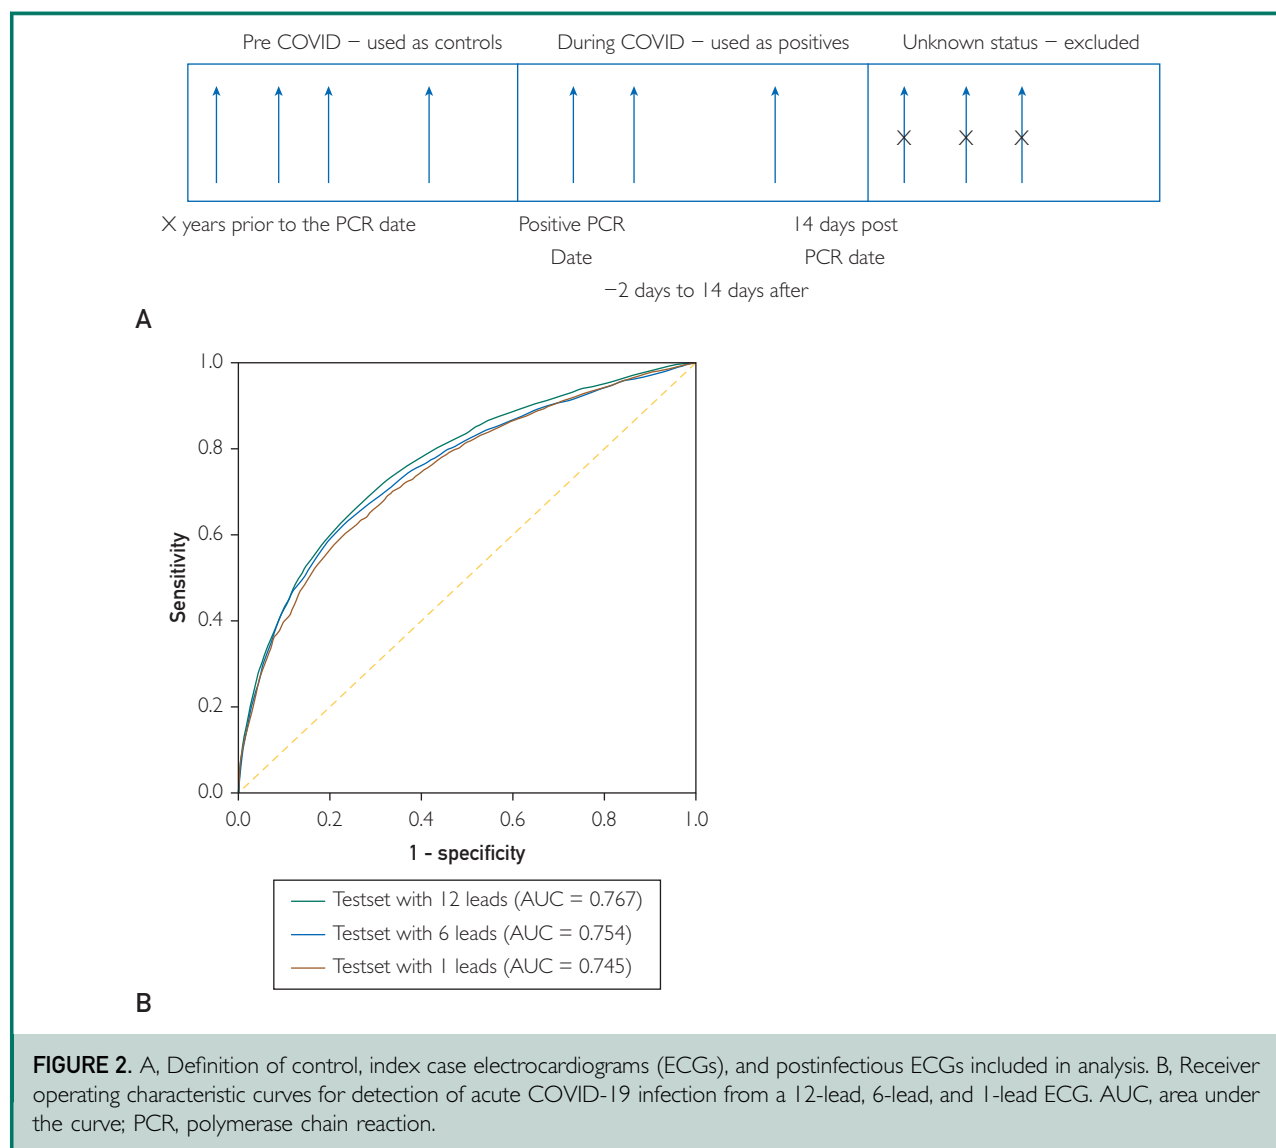 Pre COVID – used as controls
During COVID – used as positives
Unknown status – excluded
X years prior to the PCR date
Positive PCR
Date
14 days post
PCR date
−2 days to 14 days after
A
1.0
0.8
0.6
0.4
0.2
0.0
Sensitivity
0.0 0.2 0.4 0.6 0.8 1.0
1 - specificity
Testset with 12 leads (AUC = 0.767)
Testset with 6 leads (AUC = 0.754)
Testset with 1 leads (AUC = 0.745)
B
FIGURE 2. A, Definition of control, index case electrocardiograms (ECGs), and postinfectious ECGs included in analysis. B, Receiver
operating characteristic curves for detection of acute COVID-19 infection from a 12-lead, 6-lead, and 1-lead ECG. AUC, area under
the curve; PCR, polymerase chain reaction.